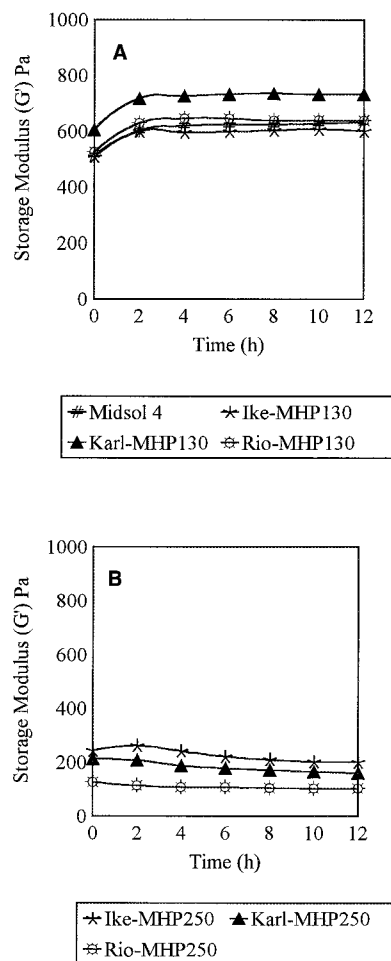 A
Storage Modulus (G') Pa
1000
800
600
400
200
0
0 2 4 6 8 10 12
Time (h)
Midsol 4 Ike-MHP130
Karl-MHP130 Rio-MHP130
B
Storage Modulus (G') Pa
1000
800
600
400
200
0
0 2 4 6 8 10 12
Time (h)
Ike-MHP250 Karl-MHP250
Rio-MHP250